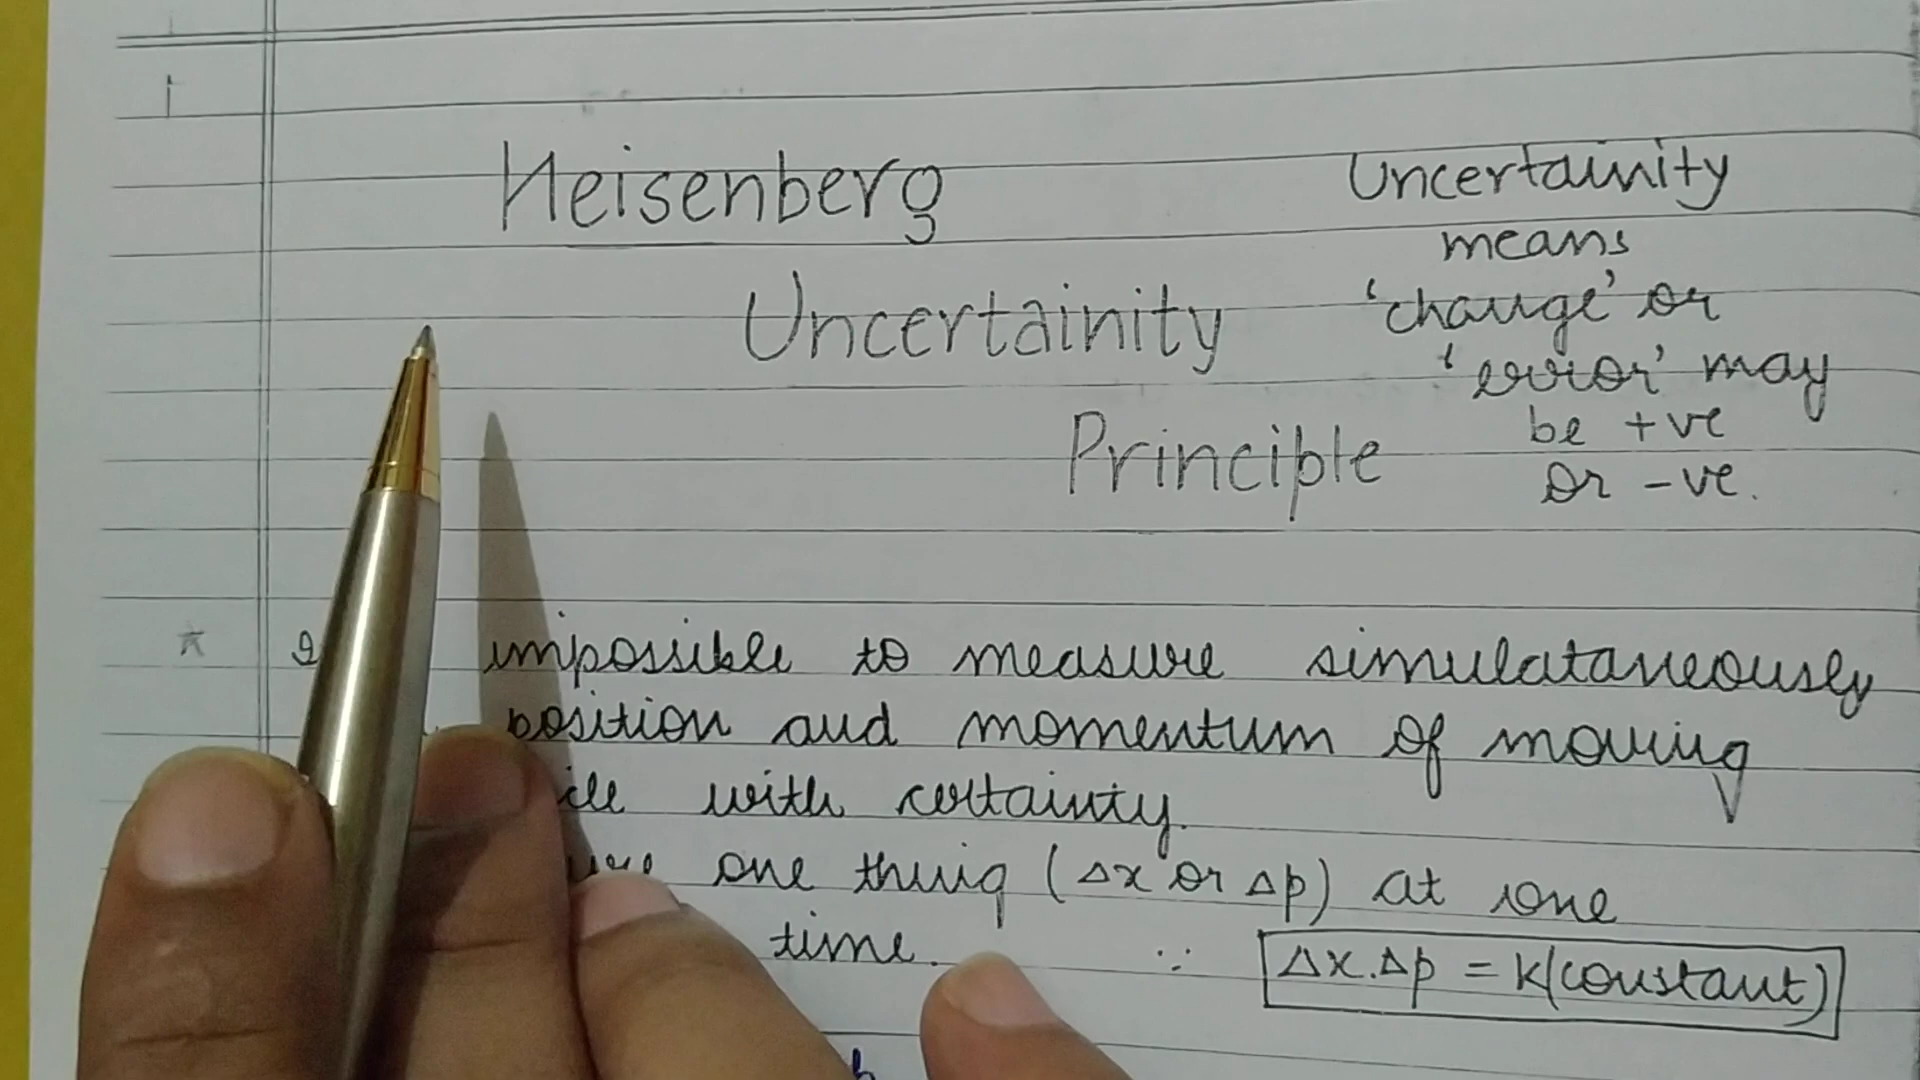 Heisenberg
Uncertainity
Principle
Uncertainity
means
'change' or
'error' may
be +ve
or -ve.
impossible to measure simulataneously
position and momentum of moving
with certainty.
one thing (Δx or Δp) at one
time. ∵ Δx.Δp = K(constant)